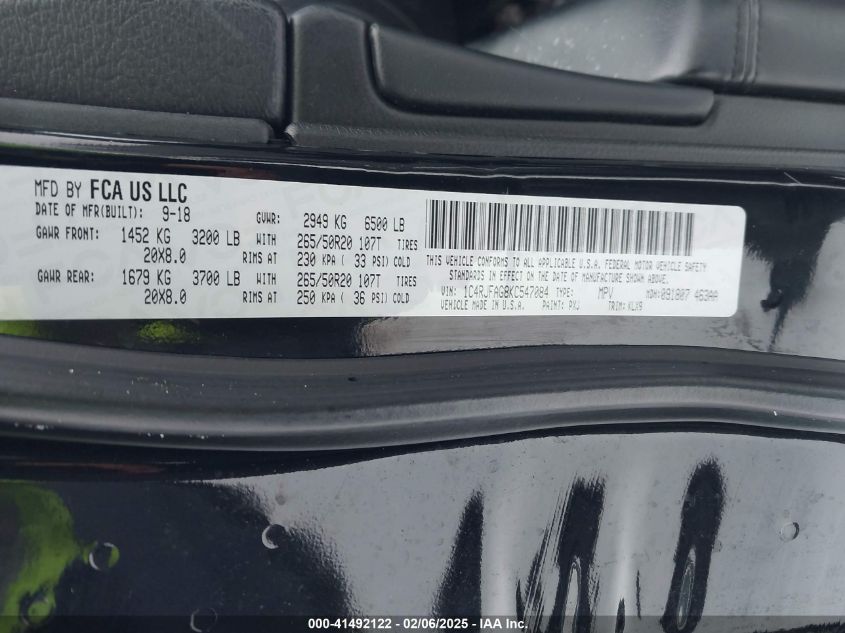 MFD BY FCA US LLC
DATE OF MFR(BUILT): 9-18 GVWR: 2949 KG 6500 LB
GAWR FRONT: 1452 KG 3200 LB WITH 265/50R20 107T TIRES
20X8.0 RIMS AT 230 KPA ( 33 PSI) COLD
GAWR REAR: 1679 KG 3700 LB WITH 265/50R20 107T TIRES
20X8.0 RIMS AT 250 KPA ( 36 PSI) COLD
THIS VEHICLE CONFORMS TO ALL APPLICABLE U.S.A. FEDERAL MOTOR VEHICLE SAFETY
STANDARDS IN EFFECT ON THE DATE OF MANUFACTURE SHOWN ABOVE
VIN: 1C4RJFAG8KC547084 TYPE: MPV MDH:091807 463AA
VEHICLE MADE IN U.S.A. PAINT: PXJ TRIM: KLX9
000-41492122 - 02/06/2025 - IAA Inc.